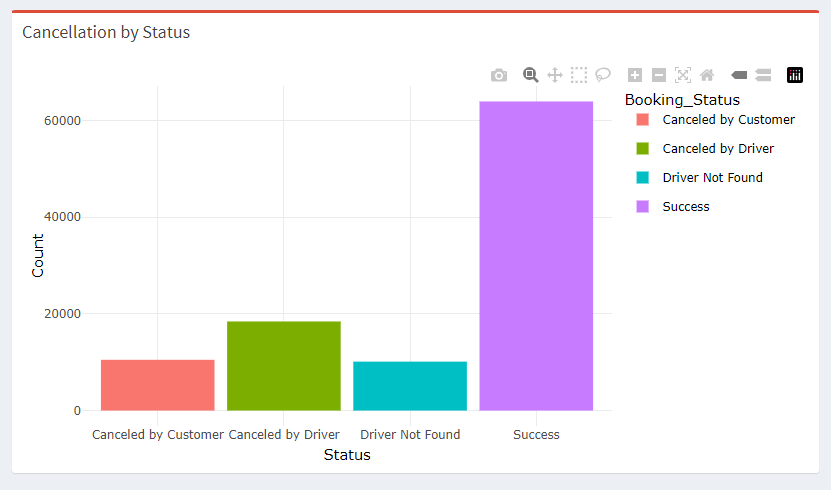 Cancellation by Status
Booking_Status
Canceled by Customer
Canceled by Driver
Driver Not Found
Success
60000
40000
20000
0
Count
Canceled by Customer Canceled by Driver Driver Not Found Success
Status